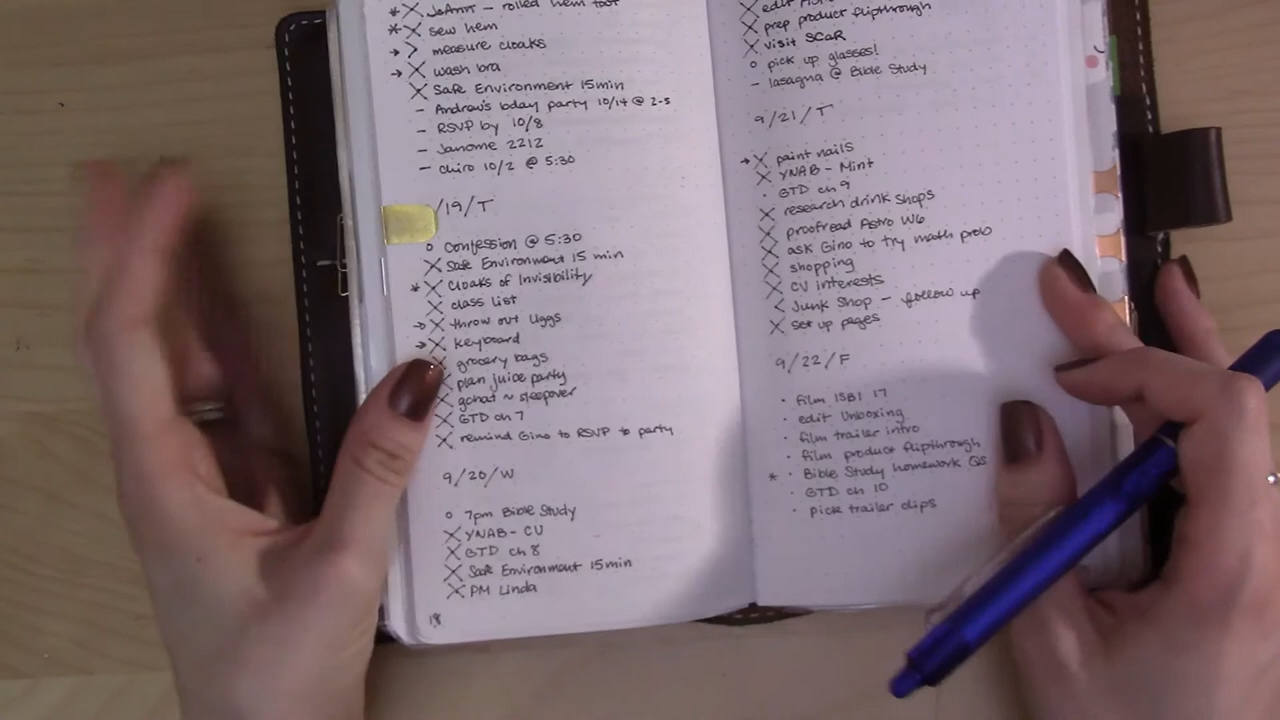 * X JoAnn - rolled hem foot
* X sew hem
→ > measure cloaks
→ X wash bra
X Safe Environment 15min
- Andrew's bday party 10/14 @ 2-5
- RSVP by 10/8
- Janome 2212
- chiro 10/2 @ 5:30
/19/T
o Confession @ 5:30
X Safe Environment 15 min
* X Cloaks of Invisibility
X class list
→ X throw out Uggs
→ X keyboard
X grocery bags
X plan juice party
X gchat ~ sleepover
X GTD ch 7
X remind Gino to RSVP to party
9/20/W
o 7pm Bible Study
X YNAB - CU
X GTD ch 8
X Safe Environment 15min
X PM Linda
18
X edit
X prep product flipthrough
X visit SCaR
o pick up glasses!
- lasagna @ Bible Study
9/21/T
→ X paint nails
X YNAB - Mint
· GTD ch 9
X research drink shops
X proofread Astro W6
X ask Gino to try math prob
X shopping
X CV interests
< Junk Shop - follow up
X set up pages
9/22/F
· film ISBI 17
· edit Unboxing
· film trailer intro
· film product flipthrough
* · Bible Study homework QS
· GTD ch 10
· pick trailer clips